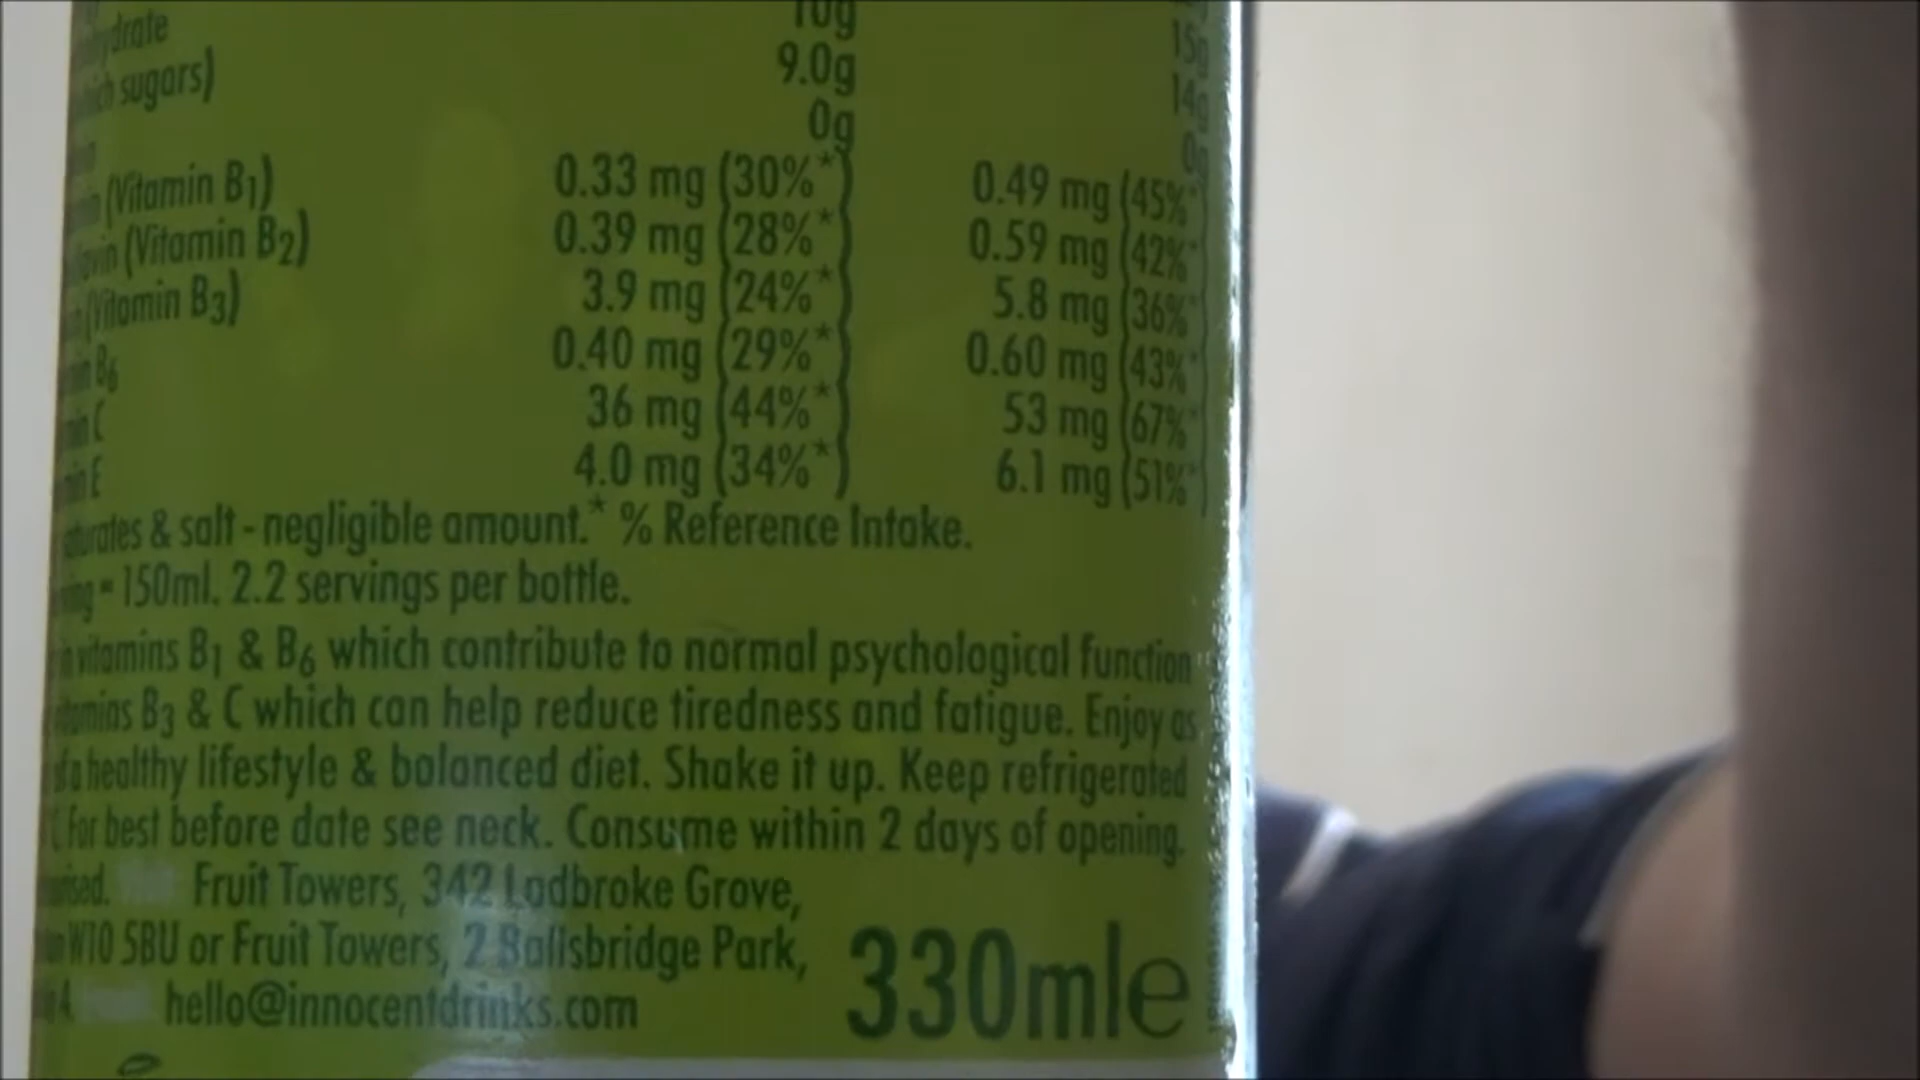 10g
15g
sugars) 9.0g 14g
0g 0g
(Vitamin B1) 0.33 mg (30%*) 0.49 mg (45%*
(Vitamin B2) 0.39 mg (28%*) 0.59 mg (42%*
(Vitamin B3) 3.9 mg (24%*) 5.8 mg (36%*
B6 0.40 mg (29%*) 0.60 mg (43%*
C 36 mg (44%*) 53 mg (67%*
E 4.0 mg (34%*) 6.1 mg (51%*
& salt - negligible amount.* % Reference Intake.
= 150ml. 2.2 servings per bottle.
vitamins B1 & B6 which contribute to normal psychological function
B3 & C which can help reduce tiredness and fatigue. Enjoy as
a healthy lifestyle & balanced diet. Shake it up. Keep refrigerated
For best before date see neck. Consume within 2 days of opening.
Fruit Towers, 342 Ladbroke Grove,
W10 5BU or Fruit Towers, 2 Ballsbridge Park,
hello@innocentdrinks.com
330mle